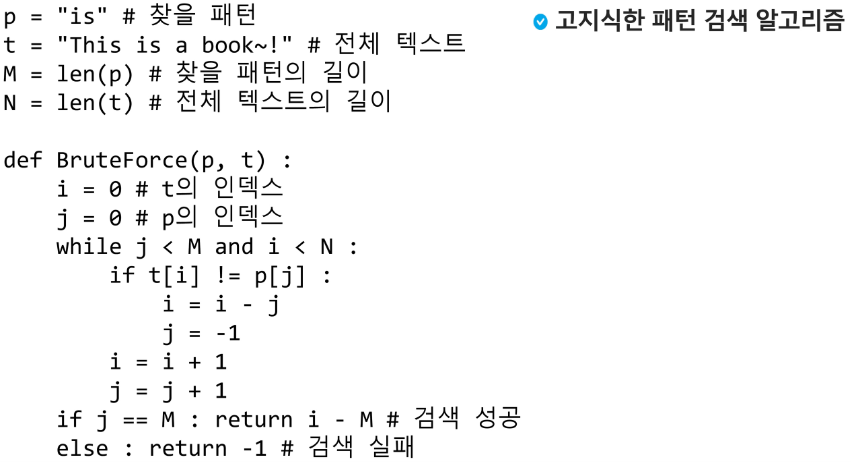 p = "is" # 찾을 패턴
t = "This is a book~!" # 전체 텍스트
M = len(p) # 찾을 패턴의 길이
N = len(t) # 전체 텍스트의 길이
def BruteForce(p, t) :
    i = 0 # t의 인덱스
    j = 0 # p의 인덱스
    while j < M and i < N :
        if t[i] != p[j] :
            i = i - j
            j = -1
        i = i + 1
        j = j + 1
    if j == M : return i - M # 검색 성공
    else : return -1 # 검색 실패
고지식한 패턴 검색 알고리즘